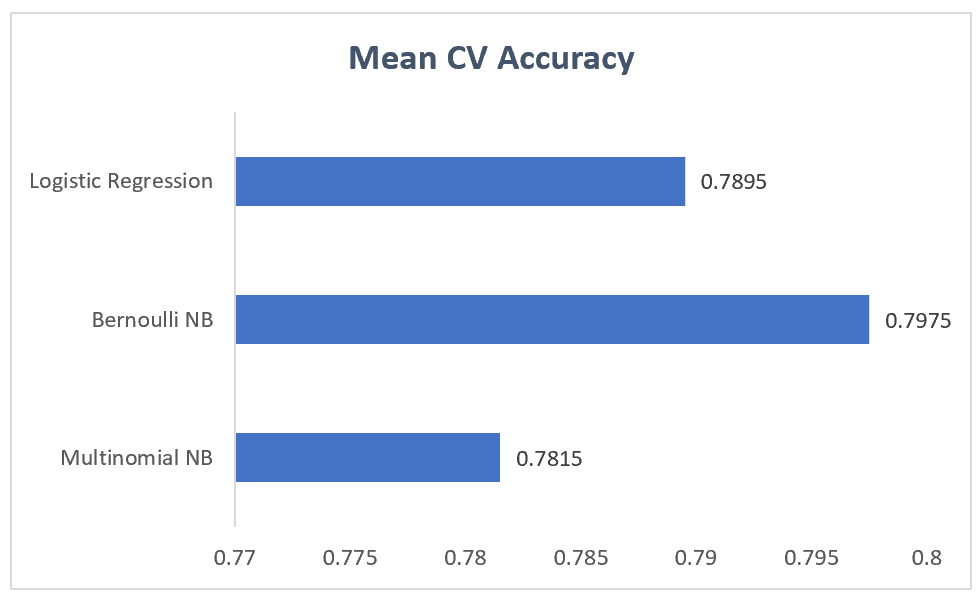 Mean CV Accuracy
Logistic Regression 0.7895
Bernoulli NB 0.7975
Multinomial NB 0.7815
0.77 0.775 0.78 0.785 0.79 0.795 0.8